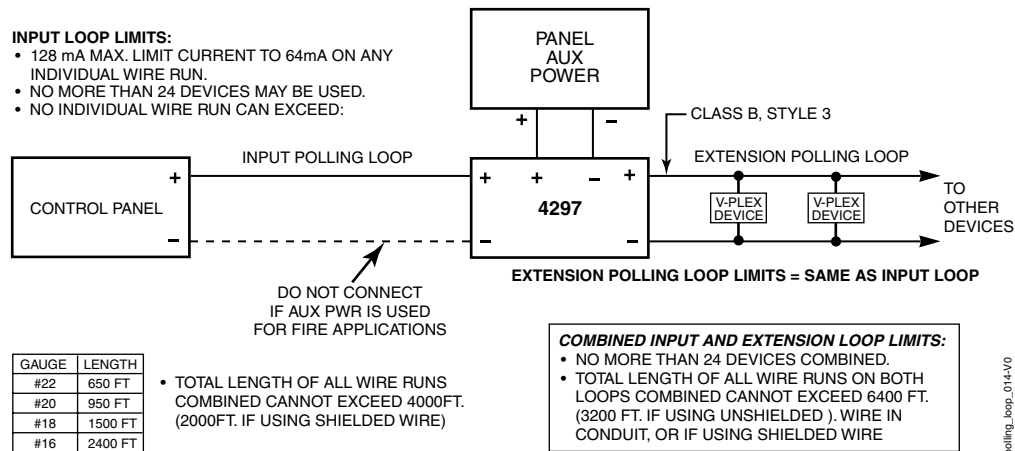 INPUT LOOP LIMITS:
• 128 mA MAX. LIMIT CURRENT TO 64mA ON ANY
INDIVIDUAL WIRE RUN.
• NO MORE THAN 24 DEVICES MAY BE USED.
• NO INDIVIDUAL WIRE RUN CAN EXCEED:
PANEL
AUX
POWER
+ –
CLASS B, STYLE 3
INPUT POLLING LOOP
EXTENSION POLLING LOOP
CONTROL PANEL
+
–
+ + – +
4297
– –
V-PLEX
DEVICE
V-PLEX
DEVICE
TO
OTHER
DEVICES
EXTENSION POLLING LOOP LIMITS = SAME AS INPUT LOOP
DO NOT CONNECT
IF AUX PWR IS USED
FOR FIRE APPLICATIONS
GAUGE LENGTH
#22 650 FT
#20 950 FT
#18 1500 FT
#16 2400 FT
• TOTAL LENGTH OF ALL WIRE RUNS
COMBINED CANNOT EXCEED 4000FT.
(2000FT. IF USING SHIELDED WIRE)
COMBINED INPUT AND EXTENSION LOOP LIMITS:
• NO MORE THAN 24 DEVICES COMBINED.
• TOTAL LENGTH OF ALL WIRE RUNS ON BOTH
LOOPS COMBINED CANNOT EXCEED 6400 FT.
(3200 FT. IF USING UNSHIELDED ). WIRE IN
CONDUIT, OR IF USING SHIELDED WIRE
polling_loop_014-V0